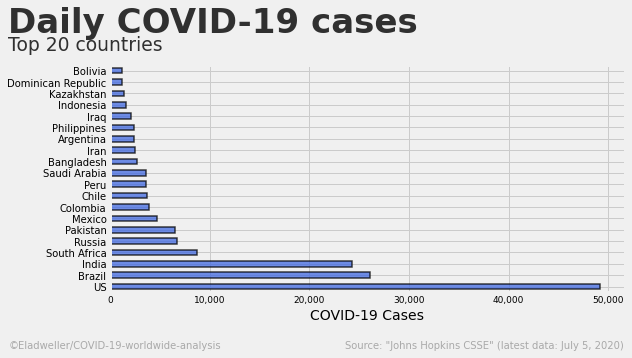 Daily COVID-19 cases
Top 20 countries
Bolivia
Dominican Republic
Kazakhstan
Indonesia
Iraq
Philippines
Argentina
Iran
Bangladesh
Saudi Arabia
Peru
Chile
Colombia
Mexico
Pakistan
Russia
South Africa
India
Brazil
US
0 10,000 20,000 30,000 40,000 50,000
COVID-19 Cases
©Eladweller/COVID-19-worldwide-analysis Source: "Johns Hopkins CSSE" (latest data: July 5, 2020)